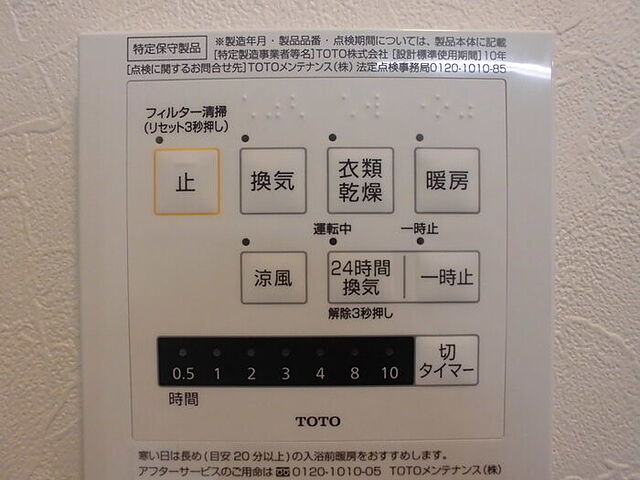 特定保守製品
※製造年月・製品品番・点検期間については、製品本体に記載
[特定製造事業者等名]TOTO株式会社 [設計標準使用期間]10年
[点検に関するお問合せ先]TOTOメンテナンス(株) 法定点検事務局0120-1010-85
フィルター清掃
(リセット3秒押し)
止
換気
衣類
乾燥
暖房
運転中
一時止
涼風
24時間
換気
一時止
解除3秒押し
0.5 1 2 3 4 8 10
切
タイマー
時間
TOTO
寒い日は長め(目安20分以上)の入浴前暖房をおすすめします。
アフターサービスのご用命は 0120-1010-05 TOTOメンテナンス(株)